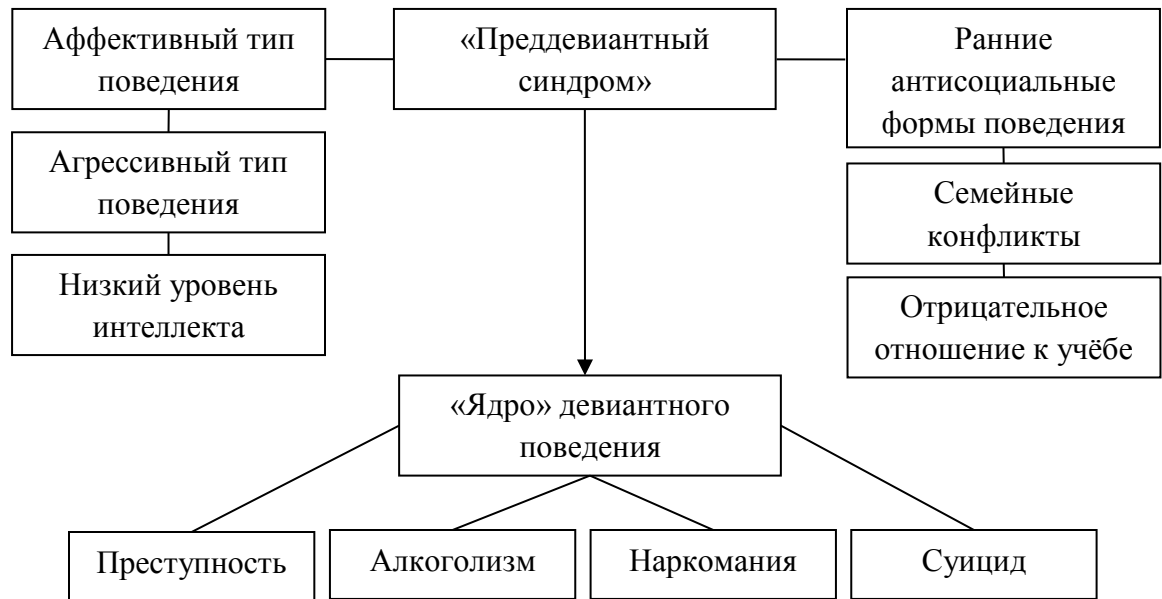 Аффективный тип
поведения
«Преддевиантный
синдром»
Ранние
антисоциальные
формы поведения
Агрессивный тип
поведения
Семейные
конфликты
Низкий уровень
интеллекта
Отрицательное
отношение к учёбе
«Ядро» девиантного
поведения
Преступность
Алкоголизм
Наркомания
Суицид